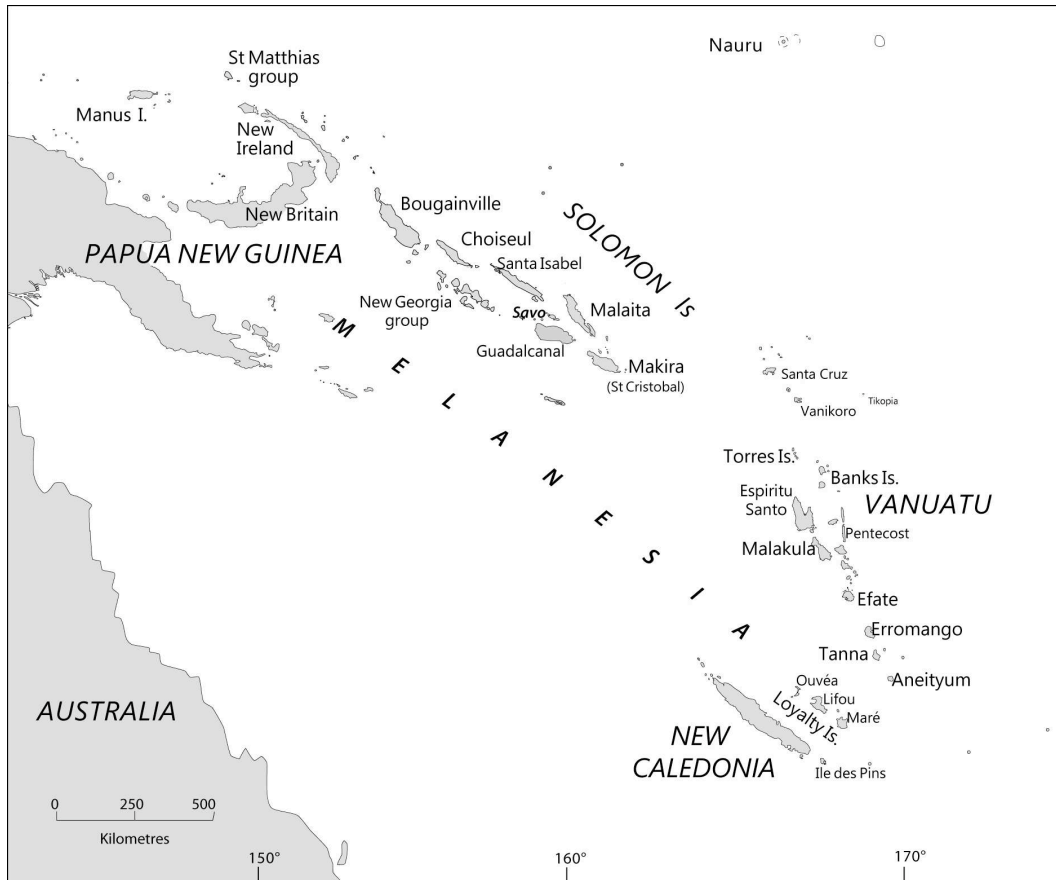 Nauru
St Matthias
group
Manus I.
New
Ireland
New Britain
Bougainville
PAPUA NEW GUINEA
Choiseul
Santa Isabel
SOLOMON Is
New Georgia
group
Savo
Malaita
Guadalcanal
Makira
(St Cristobal)
MELANESIA
Santa Cruz
Vanikoro
Tikopia
Torres Is.
Banks Is.
Espiritu
Santo
VANUATU
Pentecost
Malakula
Efate
Erromango
Tanna
Aneityum
Ouvéa
Lifou
Loyalty Is.
Maré
AUSTRALIA
NEW
CALEDONIA
Ile des Pins
0 250 500
Kilometres
150° 160° 170°